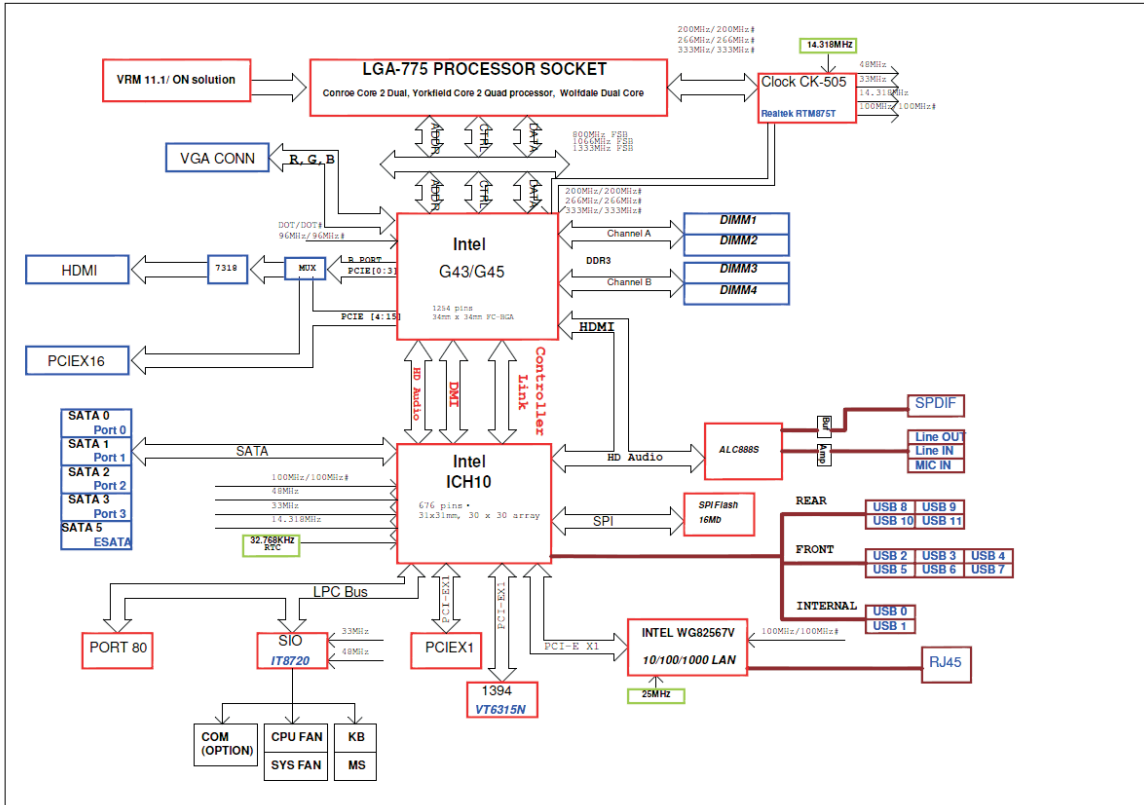 200MHz/200MHz#
266MHz/266MHz#
333MHz/333MHz#
14.318MHz
VRM 11.1/ ON solution
LGA-775 PROCESSOR SOCKET
Conroe Core 2 Dual, Yorkfield Core 2 Quad processor, Wolfdale Dual Core
Clock CK-505
Realtek RTM875T
48MHz
33MHz
14.318MHz
100MHz/100MHz#
ADDR
CTRL
DATA
800MHz FSB
1066MHz FSB
1333MHz FSB
VGA CONN
R,G,B
ADDR
CTRL
DATA
200MHz/200MHz#
266MHz/266MHz#
333MHz/333MHz#
DOT/DOT#
96MHz/96MHz#
Intel
G43/G45
1254 pins
34mm x 34mm FC-BGA
Channel A
DDR3
Channel B
DIMM1
DIMM2
DIMM3
DIMM4
HDMI
7318
MUX
B PORT
PCIE[0:3]
PCIE [4:15]
PCIEX16
HDMI
HD Audio
DMI
Controller
Link
SATA 0
Port 0
SATA 1
Port 1
SATA 2
Port 2
SATA 3
Port 3
SATA 5
ESATA
SATA
100MHz/100MHz#
48MHz
33MHz
14.318MHz
32.768KHz
RTC
Intel
ICH10
676 pins •
31x31mm, 30 x 30 array
HD Audio
ALC888S
Buf
Amp
SPDIF
Line OUT
Line IN
MIC IN
SPI
SPI Flash
16Mb
REAR
USB 8 USB 9
USB 10 USB 11
FRONT
USB 2 USB 3 USB 4
USB 5 USB 6 USB 7
INTERNAL
USB 0
USB 1
LPC Bus
PCI-EX1
PCI-EX1
PCI-E X1
PORT 80
SIO
IT8720
33MHz
48MHz
PCIEX1
1394
VT6315N
INTEL WG82567V
10/100/1000 LAN
100MHz/100MHz#
25MHz
RJ45
COM
(OPTION)
CPU FAN
SYS FAN
KB
MS